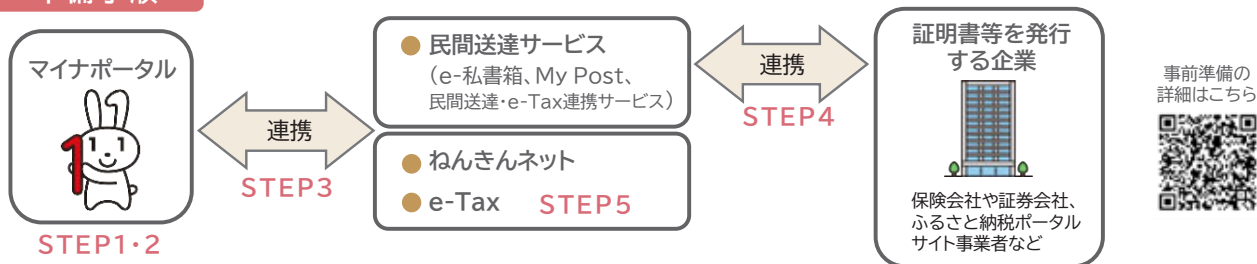 マイナポータル
STEP1・2
連携
STEP3
● 民間送達サービス
（e-私書箱、My Post、
民間送達・e-Tax連携サービス）
● ねんきんネット
● e-Tax STEP5
連携
STEP4
証明書等を発行
する企業
保険会社や証券会社、
ふるさと納税ポータル
サイト事業者など
事前準備の
詳細はこちら